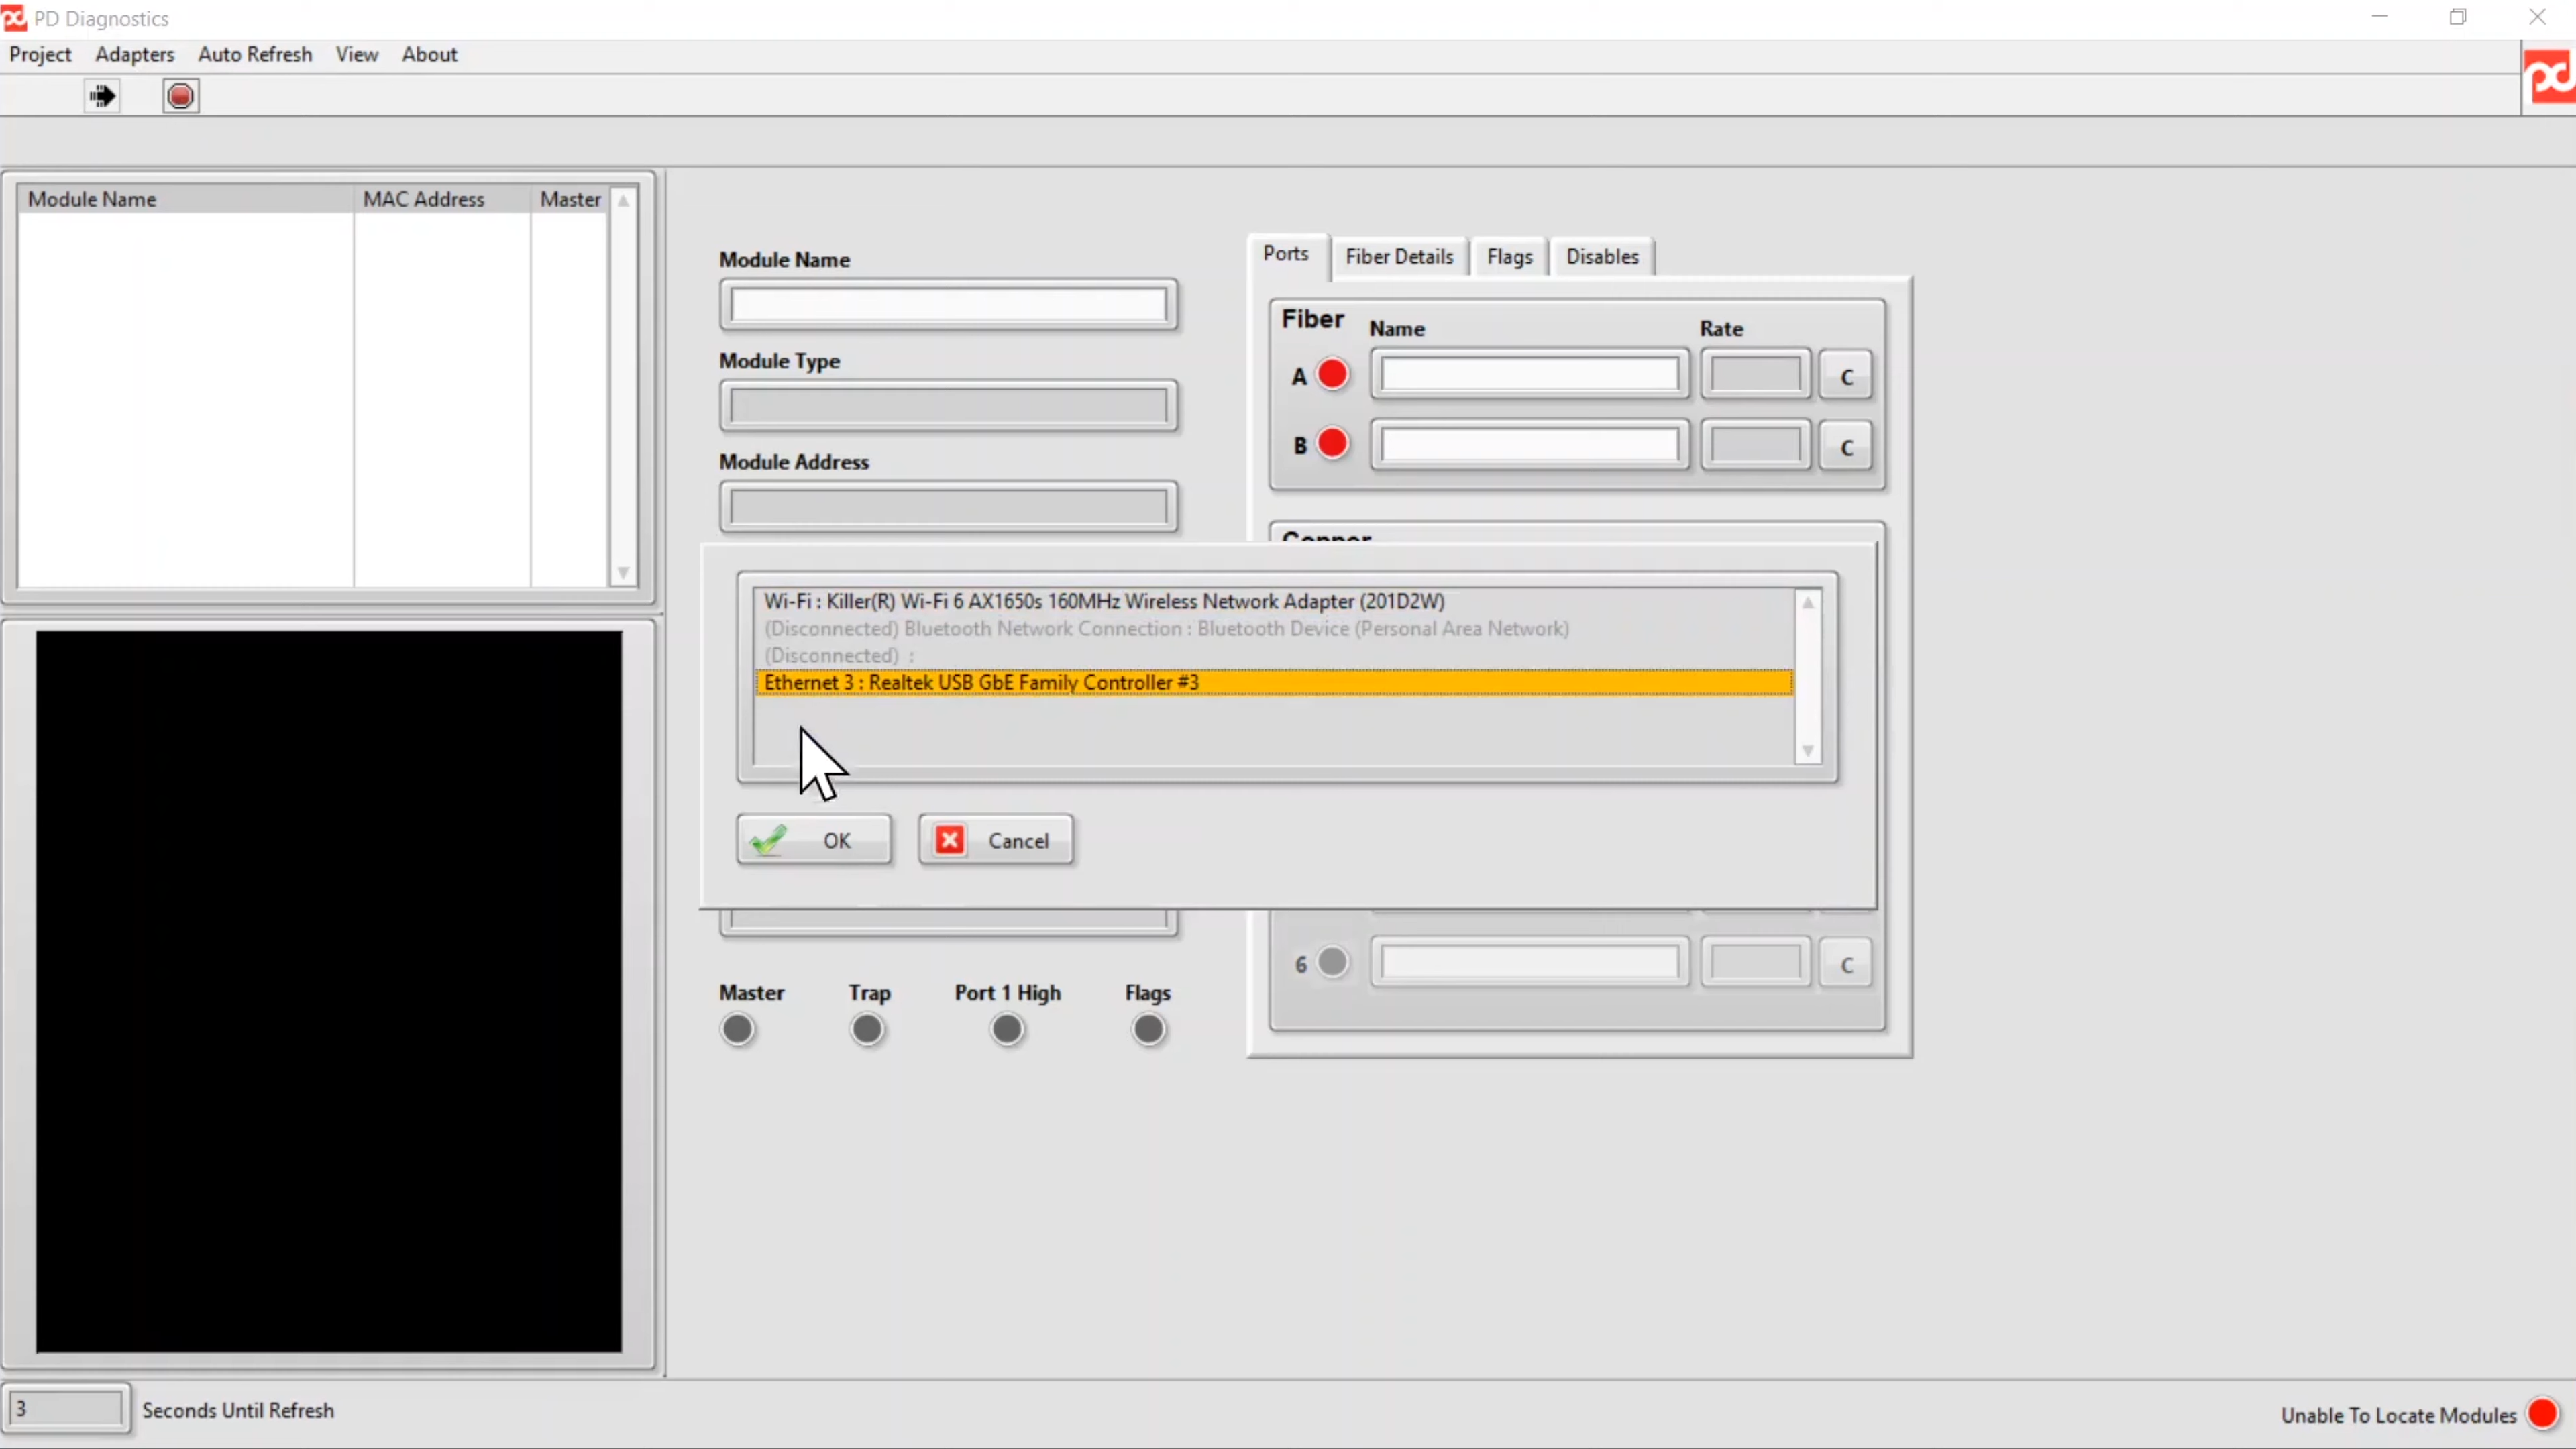 PD Diagnostics
Project Adapters Auto Refresh View About
pd
Module Name MAC Address Master
Module Name
Module Type
Module Address
Ports Fiber Details Flags Disables
Fiber Name Rate
A C
B C
Copper
Wi-Fi : Killer(R) Wi-Fi 6 AX1650s 160MHz Wireless Network Adapter (201D2W)
(Disconnected) Bluetooth Network Connection : Bluetooth Device (Personal Area Network)
(Disconnected) :
Ethernet 3 : Realtek USB GbE Family Controller #3
OK Cancel
6 C
Master Trap Port 1 High Flags
3 Seconds Until Refresh
Unable To Locate Modules